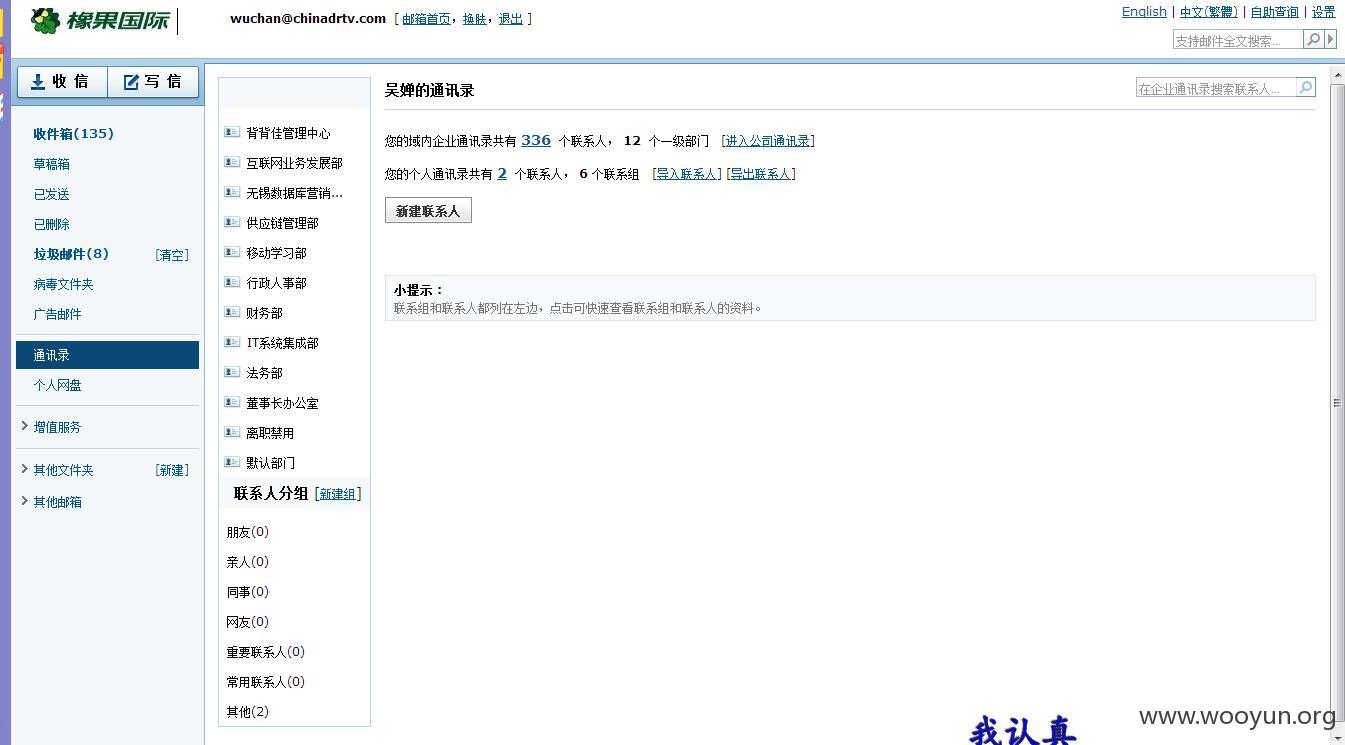 橡果国际
wuchan@chinadrtv.com [邮箱首页, 换肤, 退出 ]
English | 中文(繁體) | 自助查询 | 设置
支持邮件全文搜索...
收 信
写 信
收件箱(135)
草稿箱
已发送
已删除
垃圾邮件(8) [清空]
病毒文件夹
广告邮件
通讯录
个人网盘
增值服务
其他文件夹 [新建]
其他邮箱
背背佳管理中心
互联网业务发展部
无锡数据库营销...
供应链管理部
移动学习部
行政人事部
财务部
IT系统集成部
法务部
董事长办公室
离职禁用
默认部门
联系人分组 [新建组]
朋友(0)
亲人(0)
同事(0)
网友(0)
重要联系人(0)
常用联系人(0)
其他(2)
吴婵的通讯录
在企业通讯录搜索联系人...
您的域内企业通讯录共有 336 个联系人， 12 个一级部门 [进入公司通讯录]
您的个人通讯录共有 2 个联系人， 6 个联系组 [导入联系人] [导出联系人]
新建联系人
小提示：
联系组和联系人都列在左边，点击可快速查看联系组和联系人的资料。
我认真
www.wooyun.org